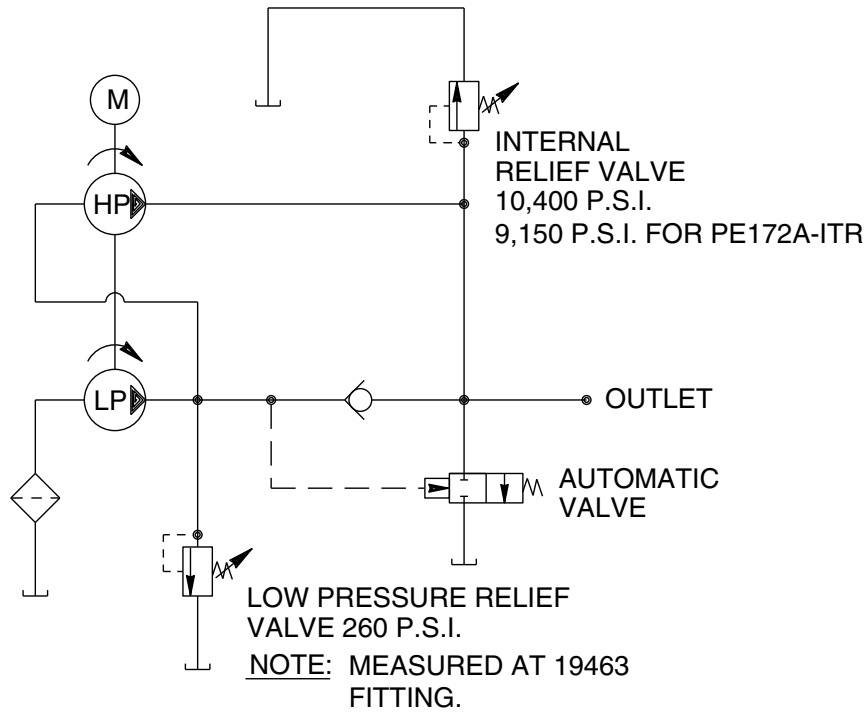 M
INTERNAL
RELIEF VALVE
10,400 P.S.I.
9,150 P.S.I. FOR PE172A-ITR
HP
LP
OUTLET
AUTOMATIC
VALVE
LOW PRESSURE RELIEF
VALVE 260 P.S.I.
NOTE: MEASURED AT 19463
FITTING.